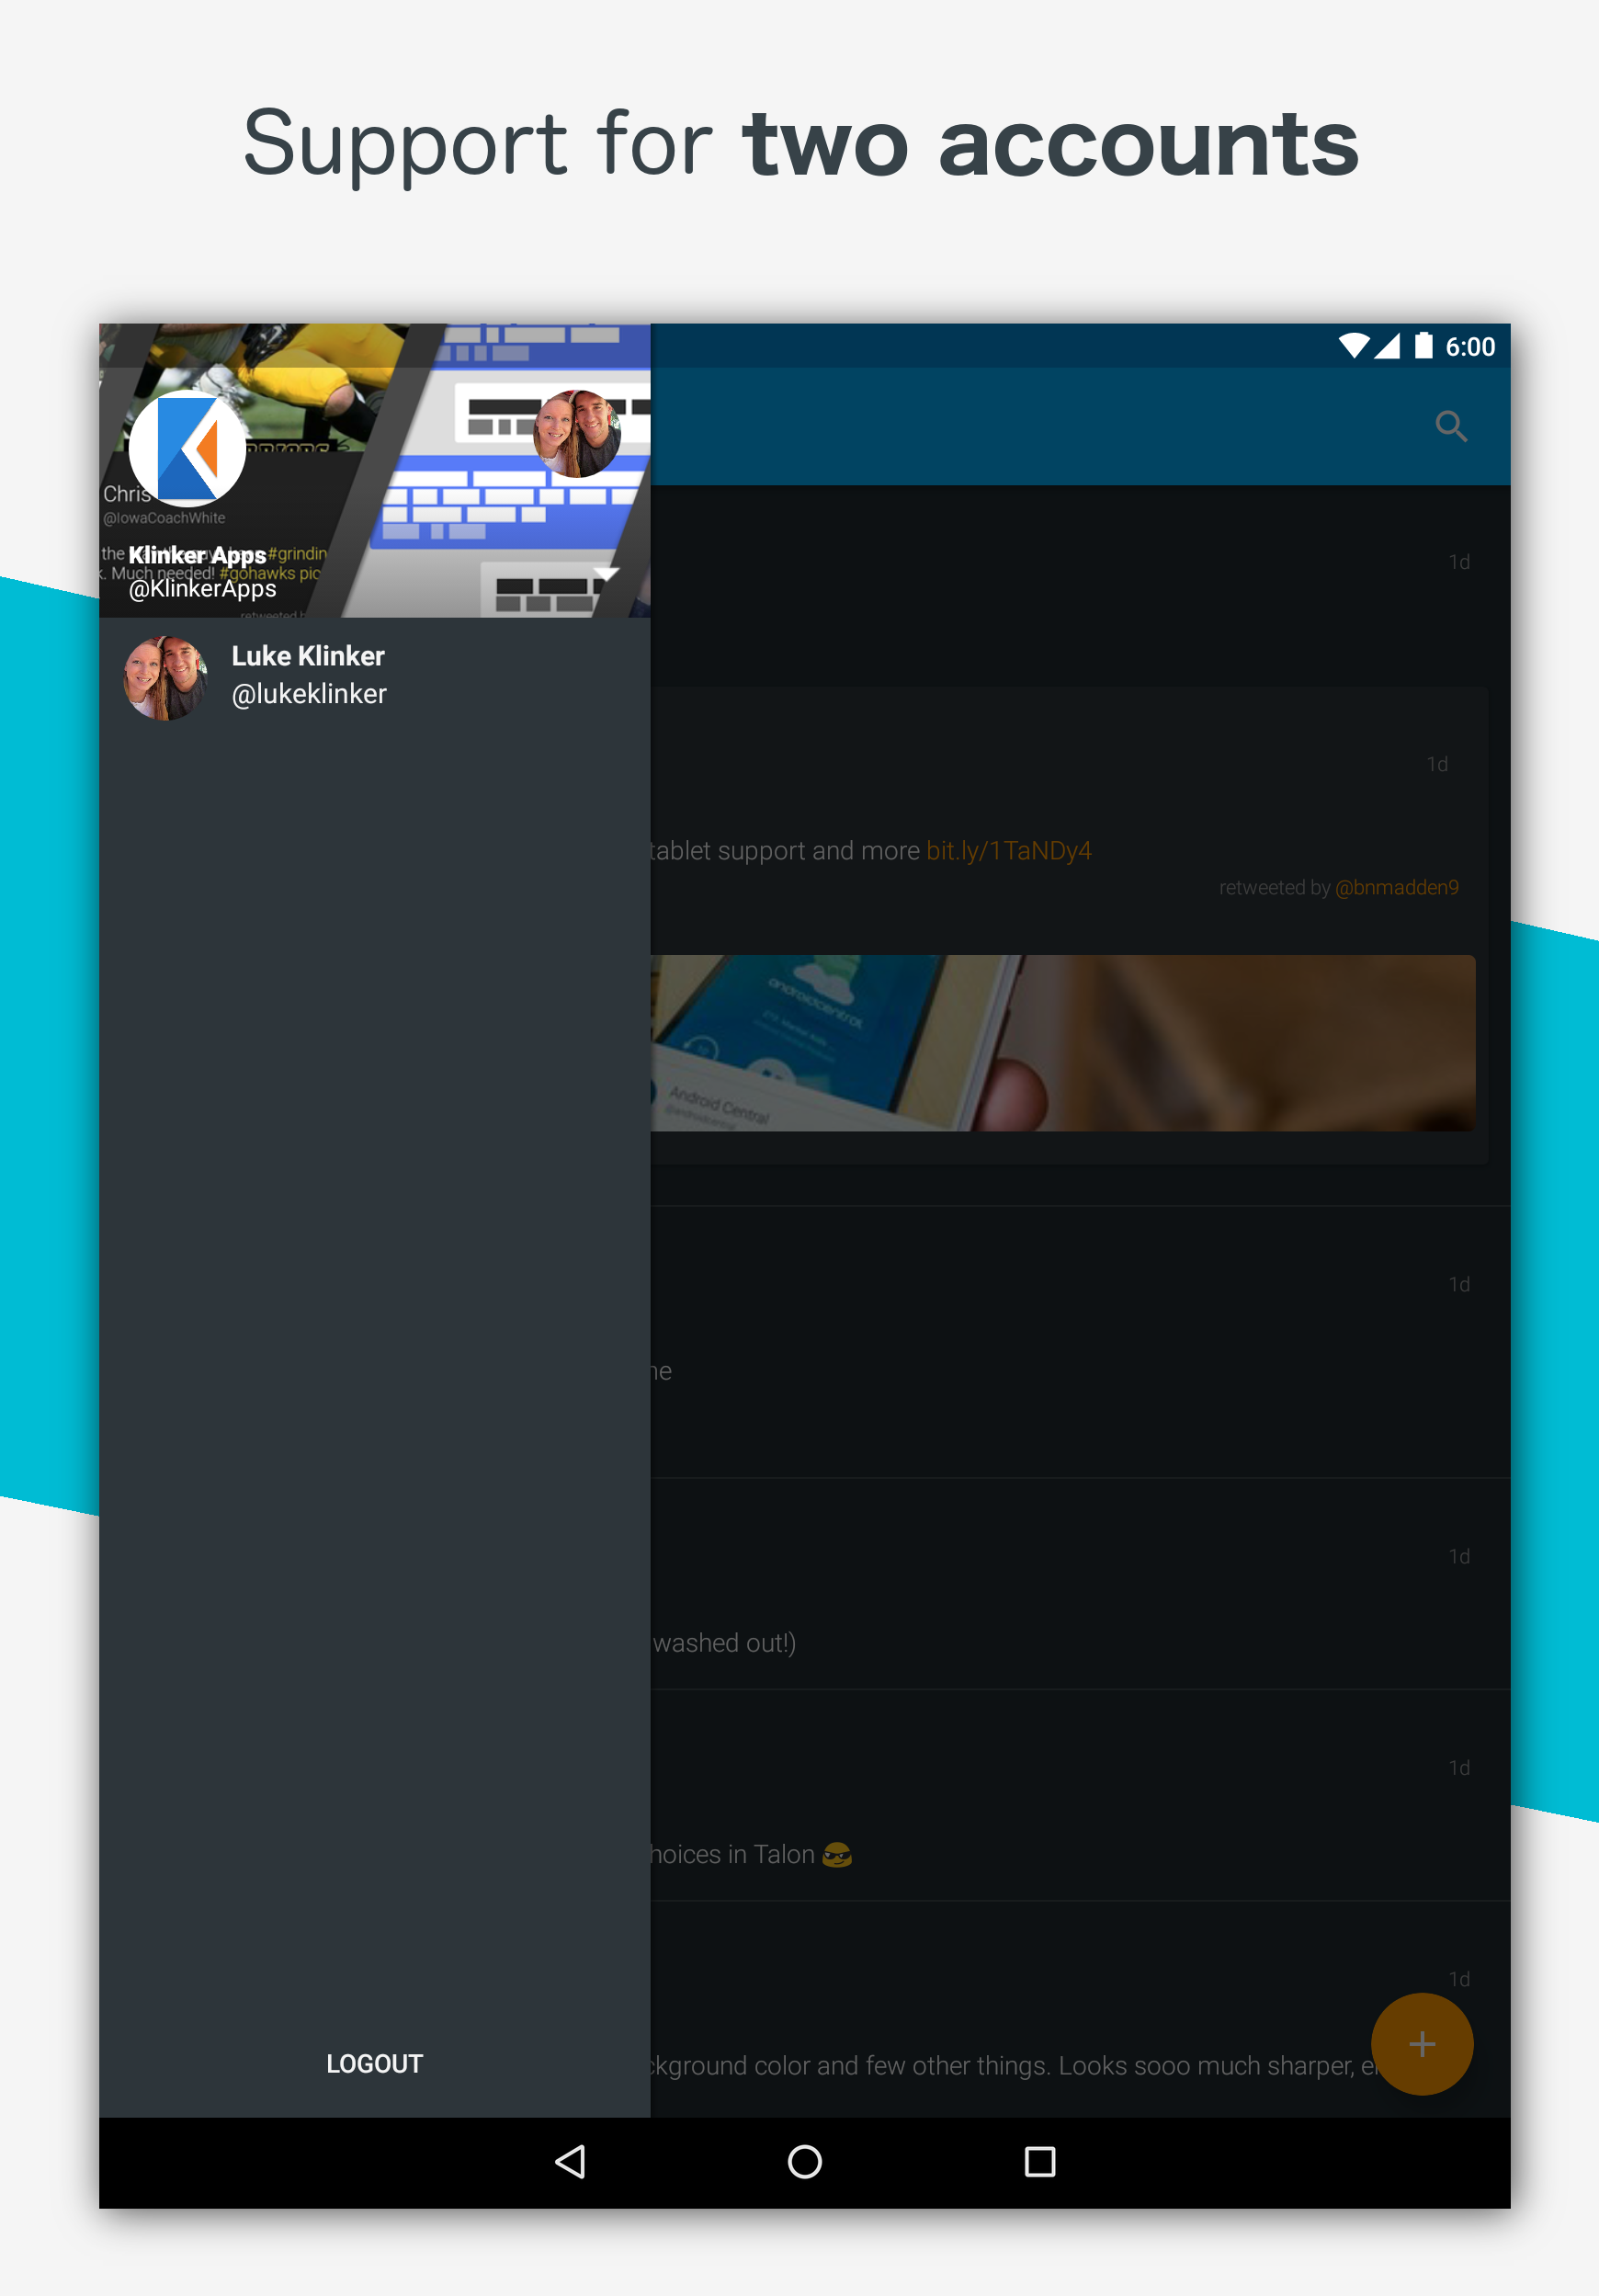 Support for two accounts
6:00
Chris
@IowaCoachWhite
the #grindin
Klinker Apps
. Much needed! #gohawks pic
@KlinkerApps
retweeted b
Luke Klinker
@lukeklinker
1d
1d
tablet support and more bit.ly/1TaNDy4
retweeted by @bnmadden9
androidcentral
Android Central
@androidcentral
1d
ne
1d
washed out!)
1d
hoices in Talon 😎
1d
ckground color and few other things. Looks sooo much sharper, e
LOGOUT